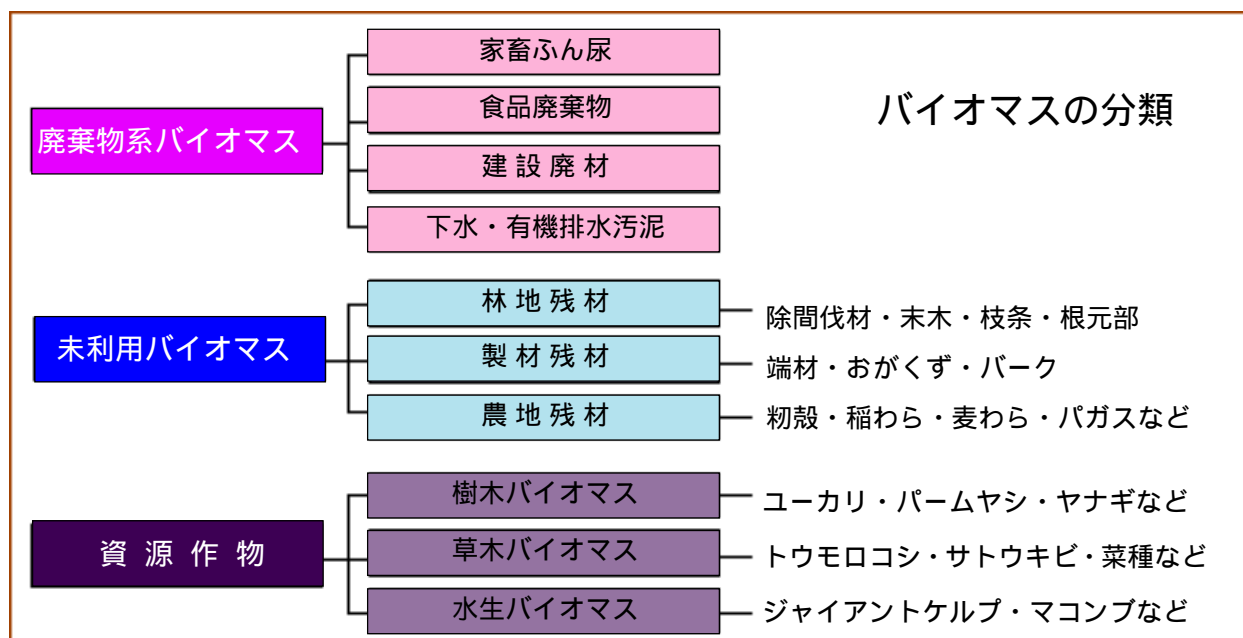 バイオマスの分類
廃棄物系バイオマス
家畜ふん尿
食品廃棄物
建設廃材
下水・有機排水汚泥
未利用バイオマス
林地残材
除間伐材・末木・枝条・根元部
製材残材
端材・おがくず・バーク
農地残材
籾殻・稲わら・麦わら・パガスなど
資源作物
樹木バイオマス
ユーカリ・パームヤシ・ヤナギなど
草木バイオマス
トウモロコシ・サトウキビ・菜種など
水生バイオマス
ジャイアントケルプ・マコンブなど